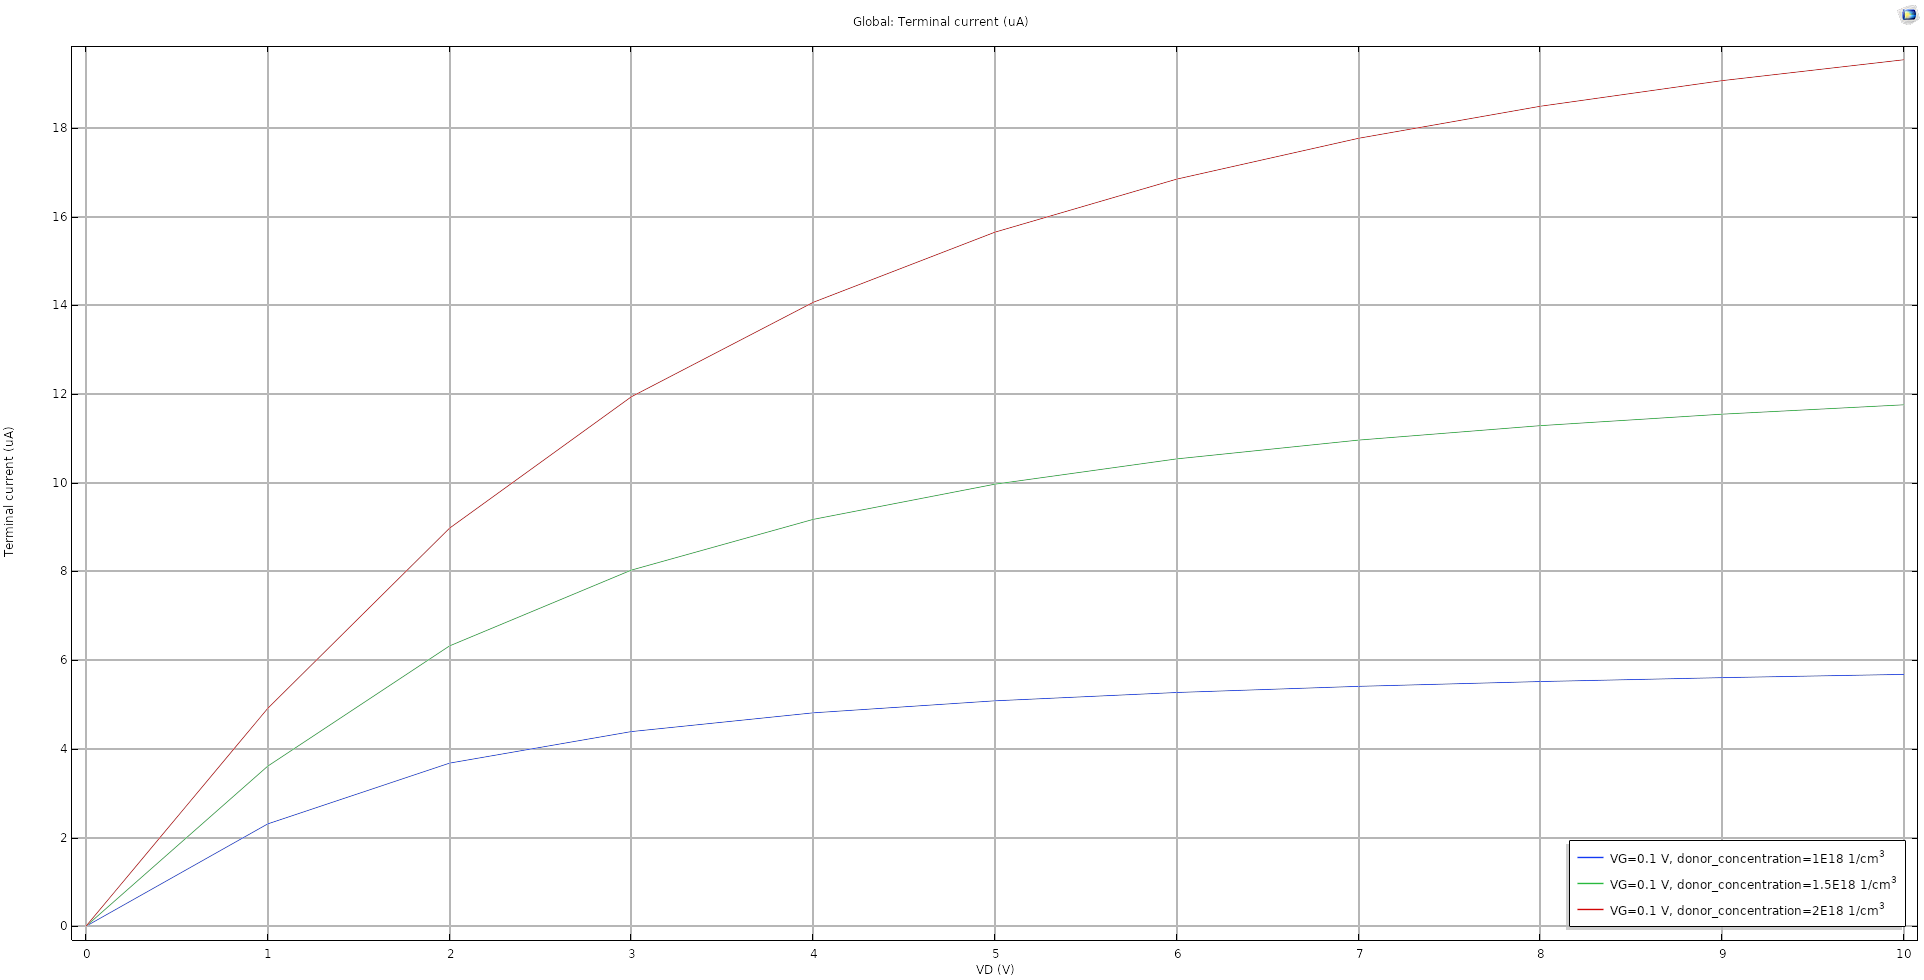 Global: Terminal current (uA)
18
16
14
12
10
8
6
4
2
0
Terminal current (uA)
VG=0.1 V, donor_concentration=1E18 1/cm³
VG=0.1 V, donor_concentration=1.5E18 1/cm³
VG=0.1 V, donor_concentration=2E18 1/cm³
0 1 2 3 4 5 6 7 8 9 10
VD (V)